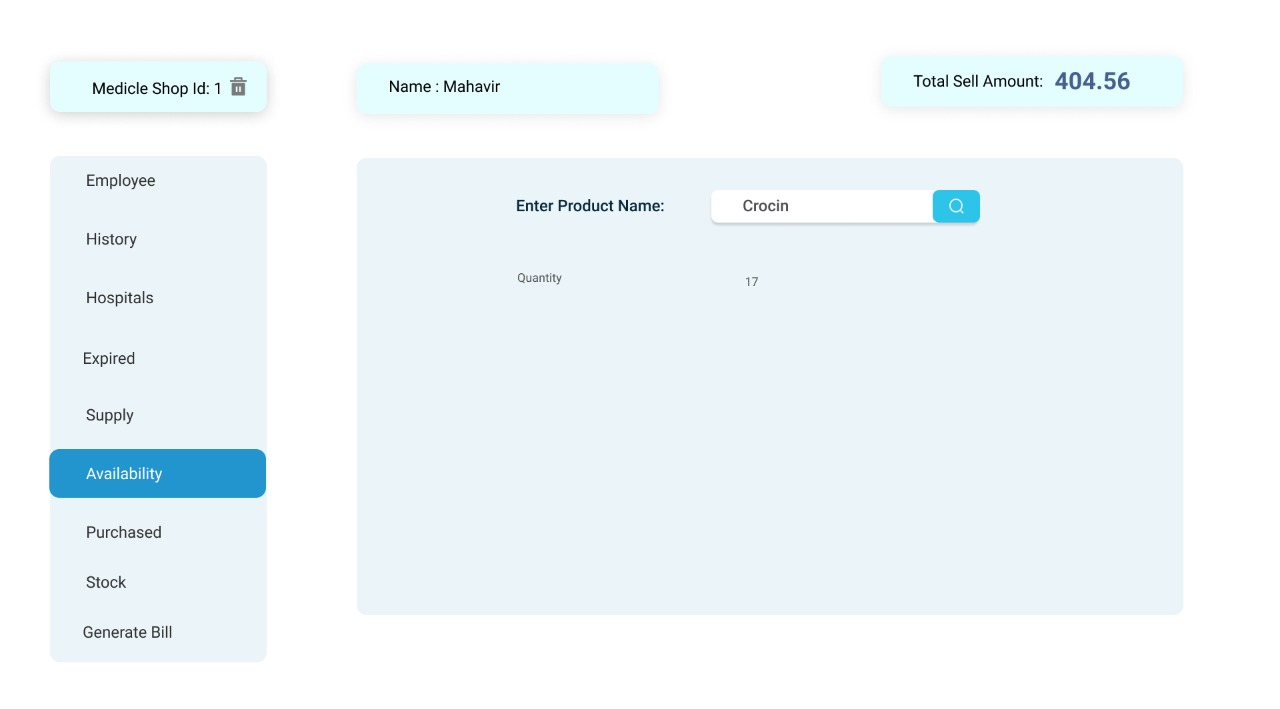 Medicle Shop Id: 1
Name : Mahavir
Total Sell Amount: 404.56
Employee
History
Hospitals
Expired
Supply
Availability
Purchased
Stock
Generate Bill
Enter Product Name: Crocin
Quantity 17